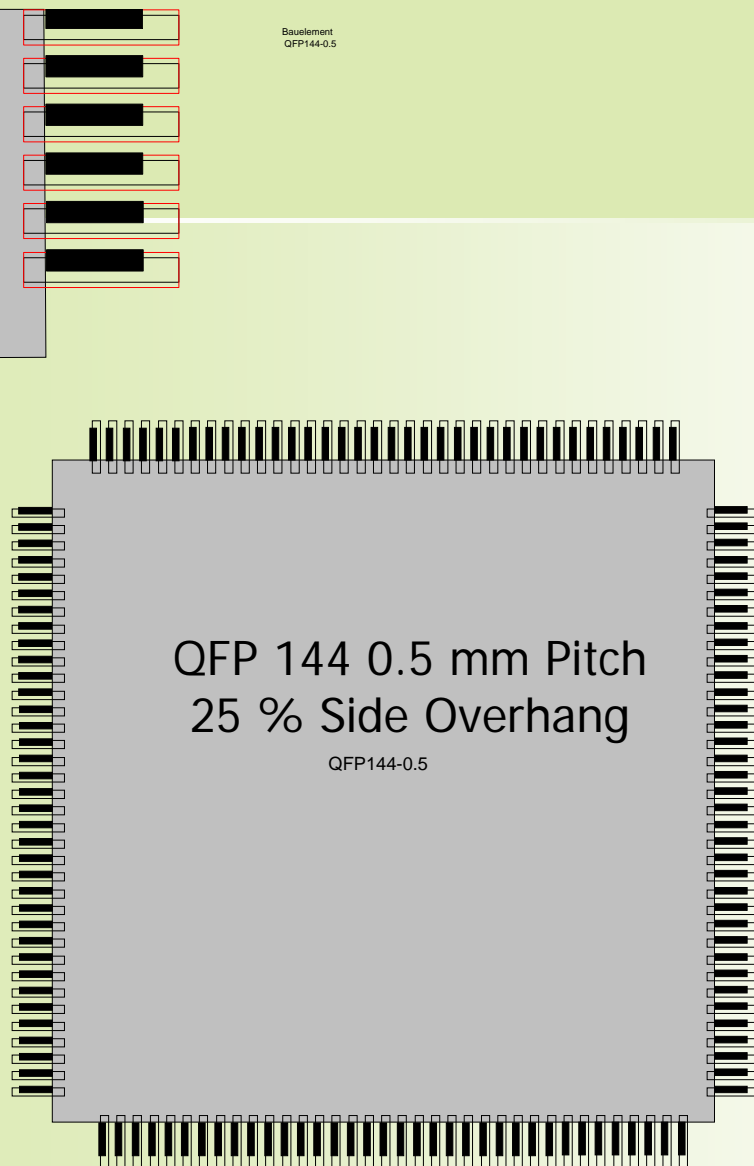 Bauelement
QFP144-0.5
QFP 144 0.5 mm Pitch
25 % Side Overhang
QFP144-0.5